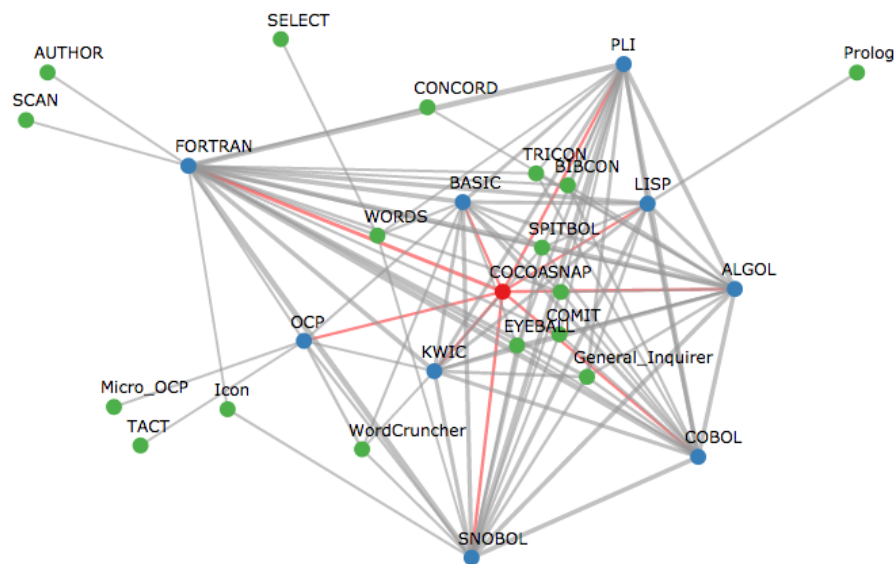 SELECT
PLI
AUTHOR
Prolog
CONCORD
SCAN
FORTRAN
TRICON
BIBCON
BASIC
LISP
WORDS
SPITBOL
COCOASNAP
ALGOL
OCP
COMIT
EYEBALL
KWIC
General_Inquirer
Micro_OCP
Icon
TACT
WordCruncher
COBOL
SNOBOL